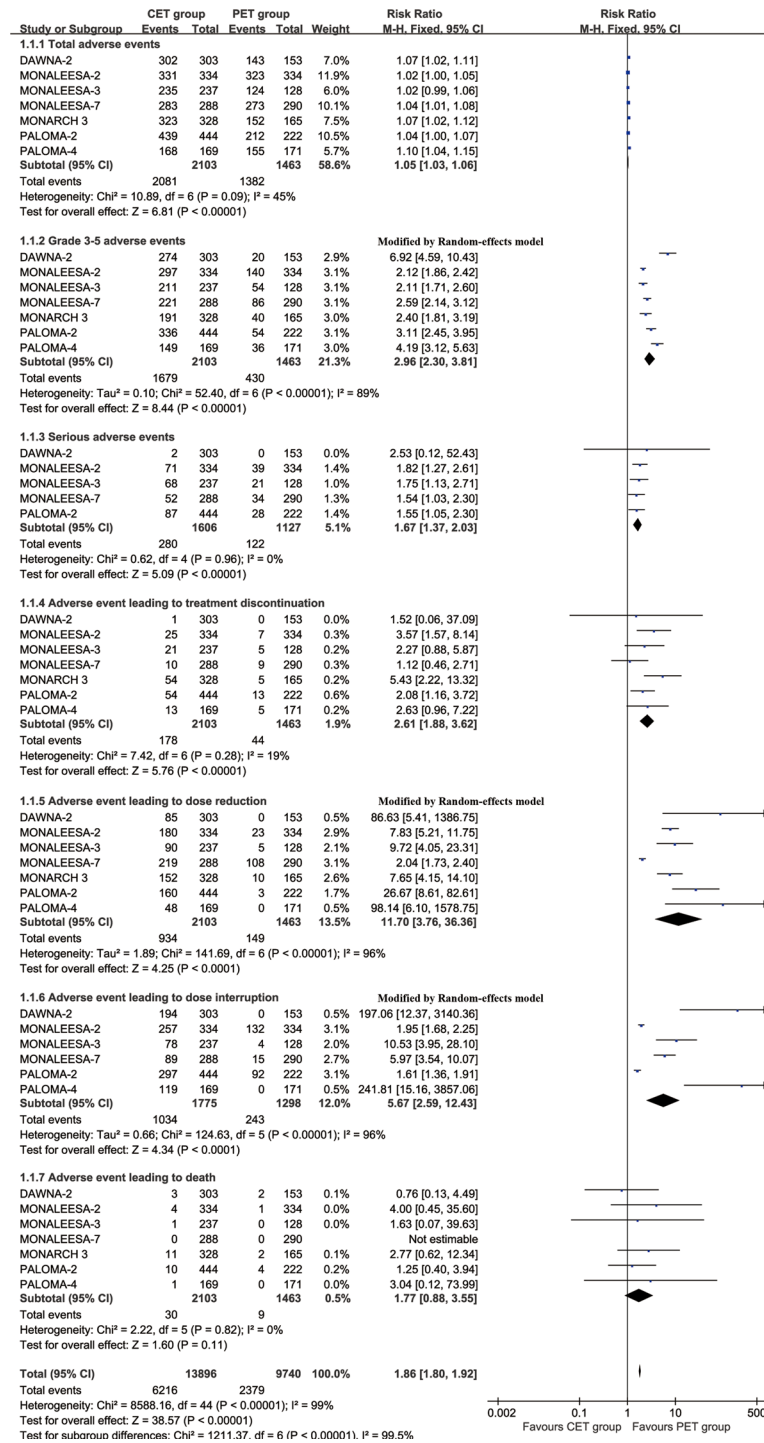 CET group PET group Risk Ratio Risk Ratio
Study or Subgroup Events Total Events Total Weight M-H. Fixed. 95% CI M-H. Fixed. 95% CI
1.1.1 Total adverse events
DAWNA-2 302 303 143 153 7.0% 1.07 [1.02, 1.11]
MONALEESA-2 331 334 323 334 11.9% 1.02 [1.00, 1.05]
MONALEESA-3 235 237 124 128 6.0% 1.02 [0.99, 1.06]
MONALEESA-7 283 288 273 290 10.1% 1.04 [1.01, 1.08]
MONARCH 3 323 328 152 165 7.5% 1.07 [1.02, 1.12]
PALOMA-2 439 444 212 222 10.5% 1.04 [1.00, 1.07]
PALOMA-4 168 169 155 171 5.7% 1.10 [1.04, 1.15]
Subtotal (95% CI) 2103 1463 58.6% 1.05 [1.03, 1.06]
Total events 2081 1382
Heterogeneity: Chi² = 10.89, df = 6 (P = 0.09); I² = 45%
Test for overall effect: Z = 6.81 (P < 0.00001)
1.1.2 Grade 3-5 adverse events Modified by Random-effects model
DAWNA-2 274 303 20 153 2.9% 6.92 [4.59, 10.43]
MONALEESA-2 297 334 140 334 3.1% 2.12 [1.86, 2.42]
MONALEESA-3 211 237 54 128 3.1% 2.11 [1.71, 2.60]
MONALEESA-7 221 288 86 290 3.1% 2.59 [2.14, 3.12]
MONARCH 3 191 328 40 165 3.0% 2.40 [1.81, 3.19]
PALOMA-2 336 444 54 222 3.1% 3.11 [2.45, 3.95]
PALOMA-4 149 169 36 171 3.0% 4.19 [3.12, 5.63]
Subtotal (95% CI) 2103 1463 21.3% 2.96 [2.30, 3.81]
Total events 1679 430
Heterogeneity: Tau² = 0.10; Chi² = 52.40, df = 6 (P < 0.00001); I² = 89%
Test for overall effect: Z = 8.44 (P < 0.00001)
1.1.3 Serious adverse events
DAWNA-2 2 303 0 153 0.0% 2.53 [0.12, 52.43]
MONALEESA-2 71 334 39 334 1.4% 1.82 [1.27, 2.61]
MONALEESA-3 68 237 21 128 1.0% 1.75 [1.13, 2.71]
MONALEESA-7 52 288 34 290 1.2% 1.54 [1.03, 2.30]
PALOMA-2 87 444 28 222 1.4% 1.55 [1.05, 2.30]
Subtotal (95% CI) 1606 1127 5.1% 1.67 [1.37, 2.03]
Total events 280 122
Heterogeneity: Chi² = 0.62, df = 4 (P = 0.96); I² = 0%
Test for overall effect: Z = 5.09 (P < 0.00001)
1.1.4 Adverse event leading to treatment discontinuation
DAWNA-2 1 303 0 153 0.0% 1.52 [0.06, 37.09]
MONALEESA-2 25 334 7 334 0.3% 3.57 [1.57, 8.14]
MONALEESA-3 21 237 5 128 0.3% 2.27 [0.88, 5.87]
MONALEESA-7 10 288 9 290 0.3% 1.12 [0.46, 2.71]
MONARCH 3 54 328 5 165 0.3% 5.43 [2.22, 13.32]
PALOMA-2 54 444 13 222 0.6% 2.08 [1.16, 3.72]
PALOMA-4 13 169 5 171 0.2% 2.63 [0.96, 7.22]
Subtotal (95% CI) 2103 1463 1.9% 2.61 [1.88, 3.62]
Total events 178 44
Heterogeneity: Chi² = 7.42, df = 6 (P = 0.28); I² = 19%
Test for overall effect: Z = 5.76 (P < 0.00001)
1.1.5 Adverse event leading to dose reduction Modified by Random-effects model
DAWNA-2 85 303 0 153 0.5% 86.63 [5.41, 1386.75]
MONALEESA-2 180 334 23 334 2.9% 7.83 [5.21, 11.75]
MONALEESA-3 90 237 5 128 2.2% 9.72 [4.05, 23.31]
MONALEESA-7 219 288 108 290 3.1% 2.04 [1.73, 2.40]
MONARCH 3 152 328 10 165 2.6% 7.65 [4.15, 14.10]
PALOMA-2 160 444 3 222 1.7% 26.67 [8.61, 82.61]
PALOMA-4 48 169 0 171 0.5% 98.14 [6.10, 1578.75]
Subtotal (95% CI) 2103 1463 13.5% 11.70 [3.76, 36.36]
Total events 934 149
Heterogeneity: Tau² = 1.89; Chi² = 141.69, df = 6 (P < 0.00001); I² = 96%
Test for overall effect: Z = 4.25 (P < 0.0001)
1.1.6 Adverse event leading to dose interruption Modified by Random-effects model
DAWNA-2 194 303 0 153 0.5% 197.06 [12.37, 3140.36]
MONALEESA-2 257 334 132 334 3.1% 1.95 [1.68, 2.25]
MONALEESA-3 78 237 4 128 2.0% 10.53 [3.95, 28.10]
MONALEESA-7 89 288 15 290 2.7% 5.97 [3.54, 10.07]
PALOMA-2 297 444 92 222 3.1% 1.61 [1.36, 1.91]
PALOMA-4 119 169 0 171 0.5% 241.81 [15.16, 3857.06]
Subtotal (95% CI) 1775 1298 12.0% 5.67 [2.59, 12.43]
Total events 1034 243
Heterogeneity: Tau² = 0.66; Chi² = 124.63, df = 5 (P < 0.00001); I² = 96%
Test for overall effect: Z = 4.34 (P < 0.0001)
1.1.7 Adverse event leading to death
DAWNA-2 3 303 2 153 0.1% 0.76 [0.13, 4.49]
MONALEESA-2 4 334 1 334 0.0% 4.00 [0.45, 35.60]
MONALEESA-3 1 237 0 128 0.0% 1.63 [0.07, 39.63]
MONALEESA-7 0 288 0 290 Not estimable
MONARCH 3 11 328 2 165 0.1% 2.77 [0.62, 12.34]
PALOMA-2 10 444 4 222 0.2% 1.25 [0.40, 3.94]
PALOMA-4 1 169 0 171 0.0% 3.04 [0.12, 73.99]
Subtotal (95% CI) 2103 1463 0.5% 1.77 [0.88, 3.55]
Total events 30 9
Heterogeneity: Chi² = 2.22, df = 5 (P = 0.82); I² = 0%
Test for overall effect: Z = 1.60 (P = 0.11)
Total (95% CI) 13896 9740 100.0% 1.86 [1.80, 1.92]
Total events 6216 2379
Heterogeneity: Chi² = 8588.16, df = 44 (P < 0.00001); I² = 99%
Test for overall effect: Z = 38.57 (P < 0.00001)
Test for subgroup differences: Chi² = 1211.37, df = 6 (P < 0.00001), I² = 99.5%
0.002 0.1 1 10 500
Favours CET group Favours PET group